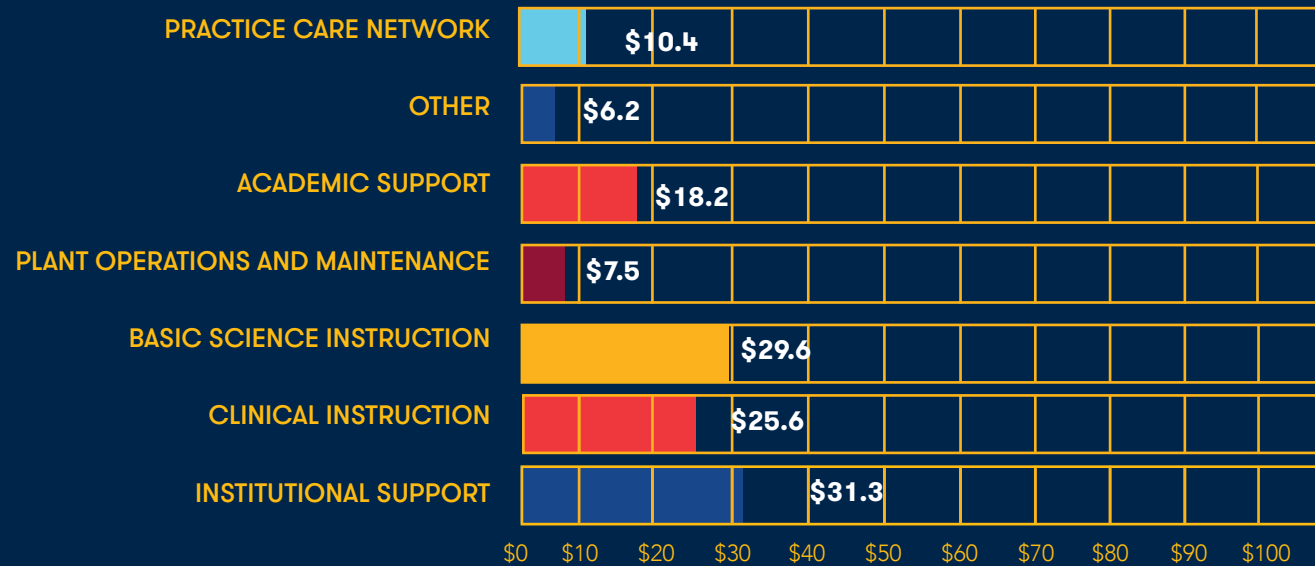 PRACTICE CARE NETWORK $10.4
OTHER $6.2
ACADEMIC SUPPORT $18.2
PLANT OPERATIONS AND MAINTENANCE $7.5
BASIC SCIENCE INSTRUCTION $29.6
CLINICAL INSTRUCTION $25.6
INSTITUTIONAL SUPPORT $31.3
$0 $10 $20 $30 $40 $50 $60 $70 $80 $90 $100